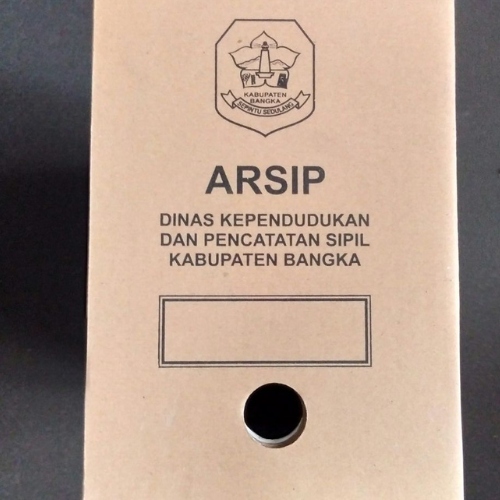 KABUPATEN
BANGKA
SEPINTU SEDULANG
ARSIP
DINAS KEPENDUDUKAN
DAN PENCATATAN SIPIL
KABUPATEN BANGKA